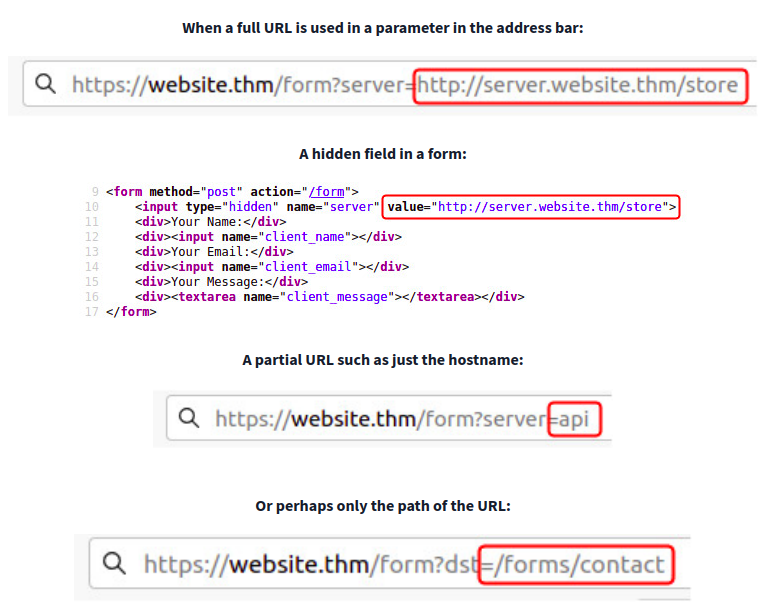 When a full URL is used in a parameter in the address bar:
https://website.thm/form?server=http://server.website.thm/store
A hidden field in a form:
9 <form method="post" action="/form">
10     <input type="hidden" name="server" value="http://server.website.thm/store">
11     <div>Your Name:</div>
12     <div><input name="client_name"></div>
13     <div>Your Email:</div>
14     <div><input name="client_email"></div>
15     <div>Your Message:</div>
16     <div><textarea name="client_message"></textarea></div>
17 </form>
A partial URL such as just the hostname:
https://website.thm/form?server=api
Or perhaps only the path of the URL:
https://website.thm/form?dst=/forms/contact